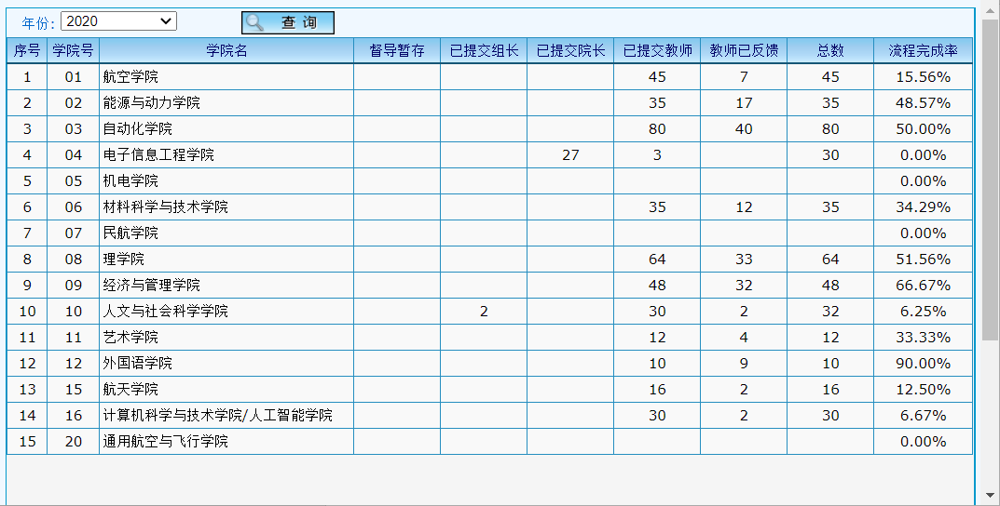 年份: 2020 查 询
序号 学院号 学院名 督导暂存 已提交组长 已提交院长 已提交教师 教师已反馈 总数 流程完成率
1 01 航空学院 45 7 45 15.56%
2 02 能源与动力学院 35 17 35 48.57%
3 03 自动化学院 80 40 80 50.00%
4 04 电子信息工程学院 27 3 30 0.00%
5 05 机电学院 0.00%
6 06 材料科学与技术学院 35 12 35 34.29%
7 07 民航学院 0.00%
8 08 理学院 64 33 64 51.56%
9 09 经济与管理学院 48 32 48 66.67%
10 10 人文与社会科学学院 2 30 2 32 6.25%
11 11 艺术学院 12 4 12 33.33%
12 12 外国语学院 10 9 10 90.00%
13 15 航天学院 16 2 16 12.50%
14 16 计算机科学与技术学院/人工智能学院 30 2 30 6.67%
15 20 通用航空与飞行学院 0.00%